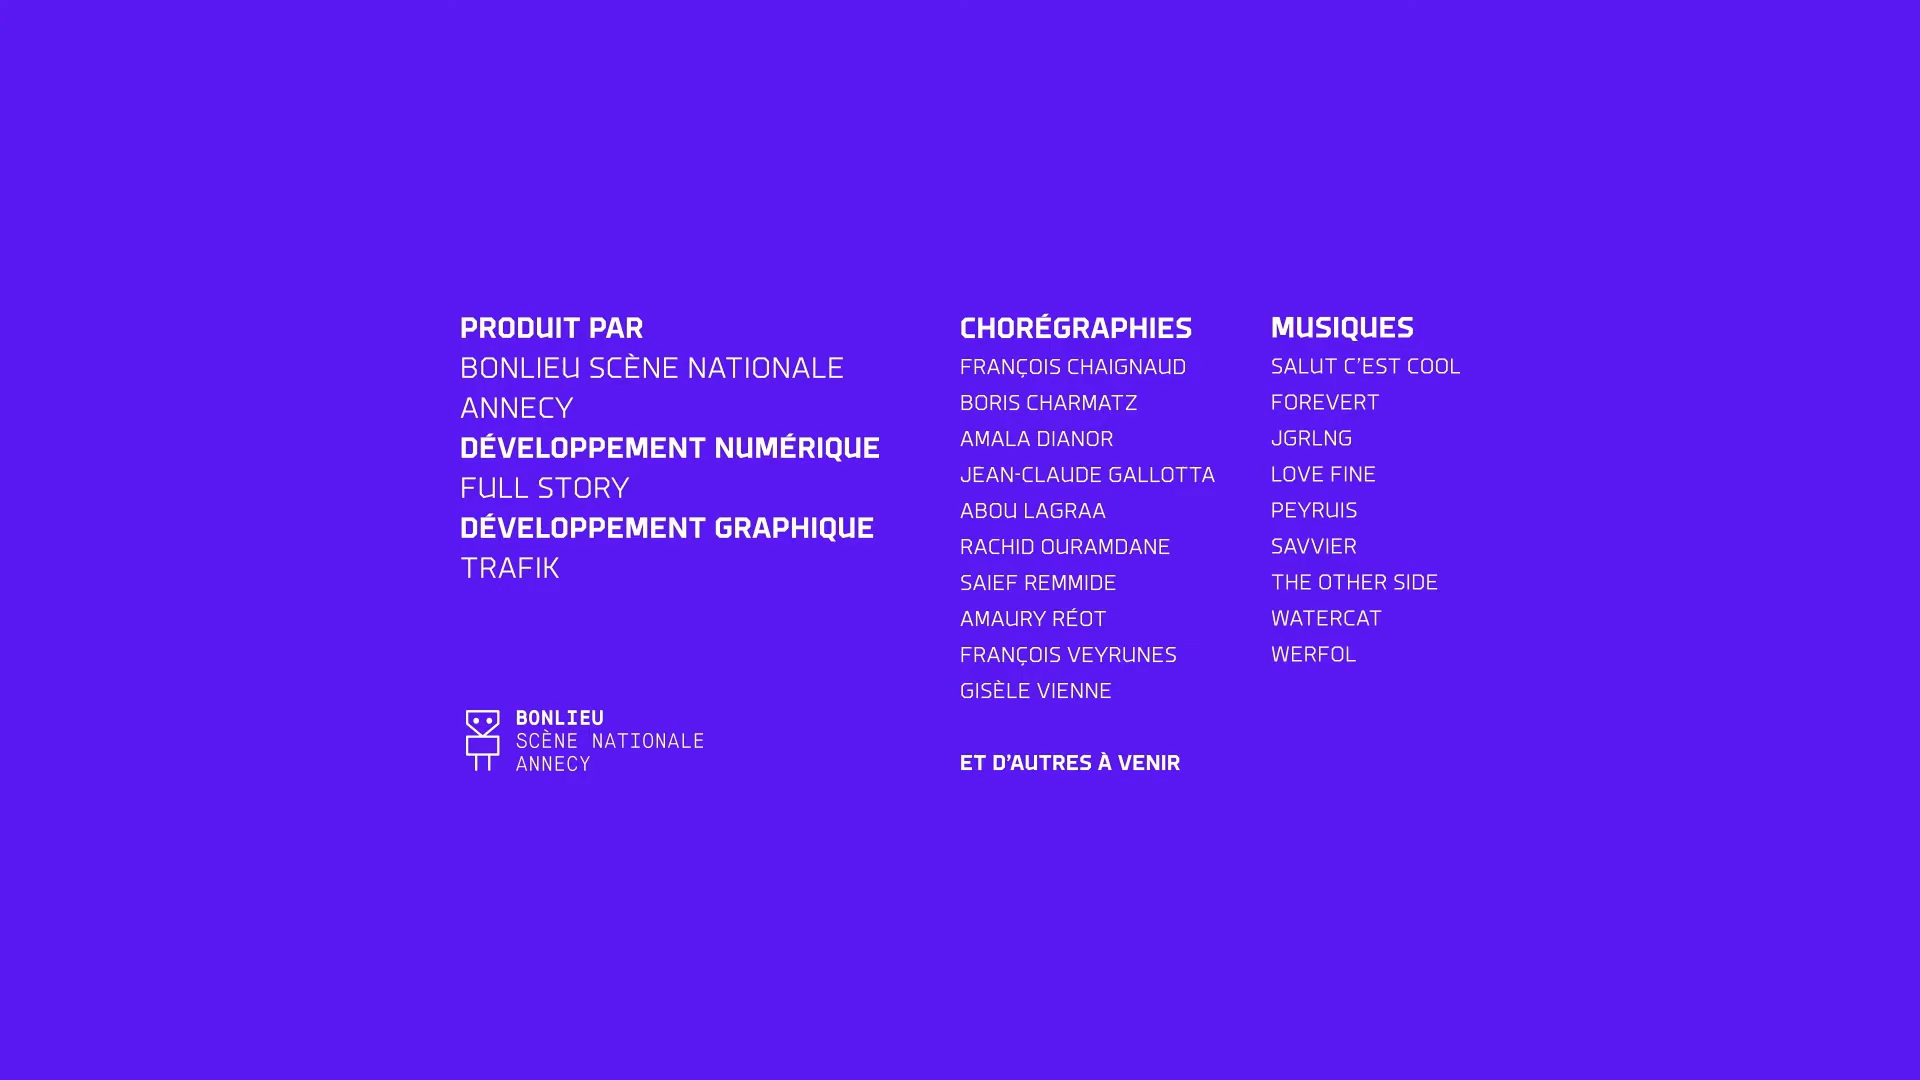 PRODUIT PAR
BONLIEU SCÈNE NATIONALE
ANNECY
DÉVELOPPEMENT NUMÉRIQUE
FULL STORY
DÉVELOPPEMENT GRAPHIQUE
TRAFIK
BONLIEU
SCÈNE NATIONALE
ANNECY
CHORÉGRAPHIES
FRANÇOIS CHAIGNAUD
BORIS CHARMATZ
AMALA DIANOR
JEAN-CLAUDE GALLOTTA
ABOU LAGRAA
RACHID OURAMDANE
SAIEF REMMIDE
AMAURY RÉOT
FRANÇOIS VEYRUNES
GISÈLE VIENNE
ET D’AUTRES À VENIR
MUSIQUES
SALUT C’EST COOL
FOREVERT
JGRLNG
LOVE FINE
PEYRUIS
SAVVIER
THE OTHER SIDE
WATERCAT
WERFOL